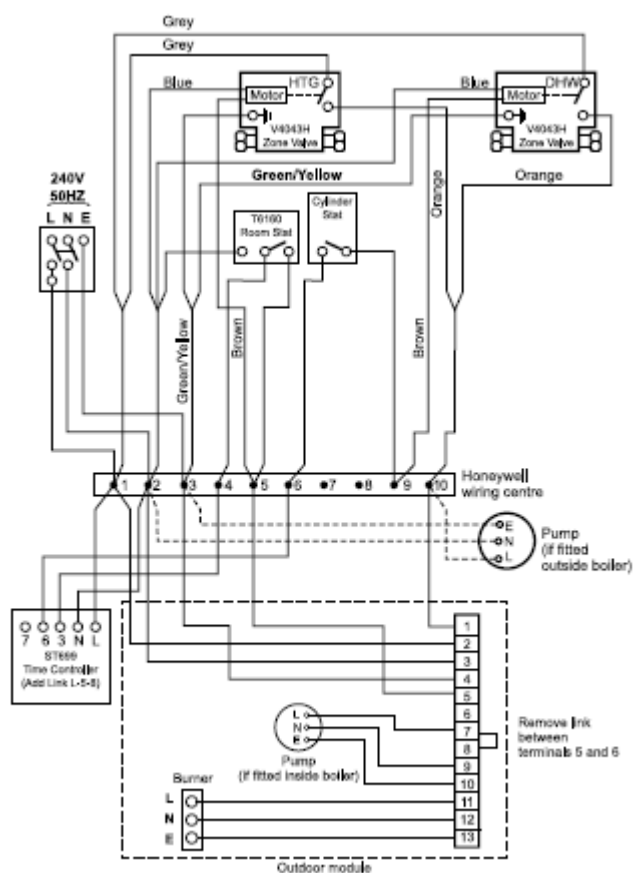 Grey
Grey
Blue
HTG
Motor
V4043H
Zone Valve
Blue
DHW
Motor
V4043H
Zone Valve
Green/Yellow
Orange
Orange
240V
50HZ
L N E
T6160
Room Stat
Cylinder
Stat
Green/Yellow
Brown
Brown
1 2 3 4 5 6 7 8 9 10
Honeywell
wiring centre
E
N
L
Pump
(if fitted
outside boiler)
7 6 3 N L
ST699
Time Controller
(Add Link L-5-8)
1
2
3
4
5
6
7
8
9
10
11
12
13
Remove link
between
terminals 5 and 6
L
N
E
Pump
(if fitted inside boiler)
Burner
L
N
E
Outdoor module